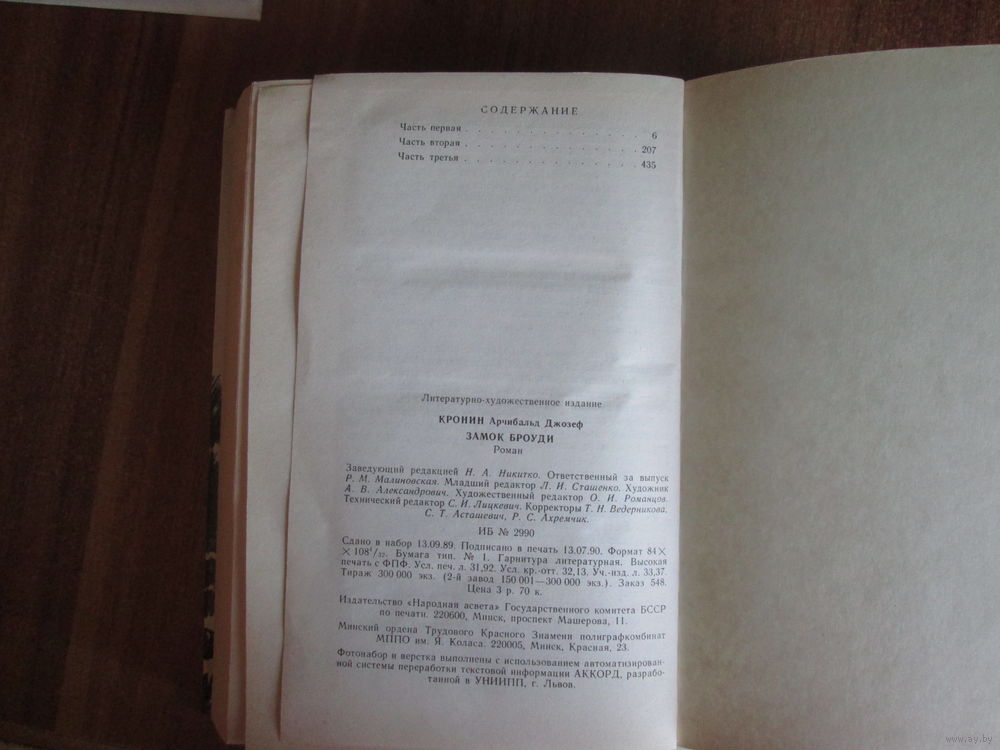 СОДЕРЖАНИЕ
Часть первая . . . . . . . . . . . . . 6
Часть вторая . . . . . . . . . . . . . 207
Часть третья . . . . . . . . . . . . . 435
Литературно-художественное издание
КРОНИН Арчибальд Джозеф
ЗАМОК БРОУДИ
Роман
Заведующий редакцией Н. А. Никитко. Ответственный за выпуск
Р. М. Малиновская. Младший редактор Л. И. Сташенко. Художник
А. В. Александрович. Художественный редактор О. И. Романцов.
Технический редактор С. И. Лицкевич. Корректоры Т. Н. Ведерникова,
С. Т. Асташевич, Р. С. Ахремчик.
ИБ № 2990
Сдано в набор 13.09.89. Подписано в печать 13.07.90. Формат 84×
×108¹/₃₂. Бумага тип. № 1. Гарнитура литературная. Высокая
печать с ФПФ. Усл. печ. л. 31,92. Усл. кр.-отт. 32,13. Уч.-изд. л. 33,37.
Тираж 300 000 экз. (2-й завод 150 001—300 000 экз.). Заказ 548.
Цена 3 р. 70 к.
Издательство «Народная асвета» Государственного комитета БССР
по печати. 220600, Минск, проспект Машерова, 11.
Минский ордена Трудового Красного Знамени полиграфкомбинат
МППО им. Я. Коласа. 220005, Минск, Красная, 23.
Фотонабор и верстка выполнены с использованием автоматизирован-
ной системы переработки текстовой информации АККОРД, разрабо-
танной в УНИИПП, г. Львов.
www.ay.by